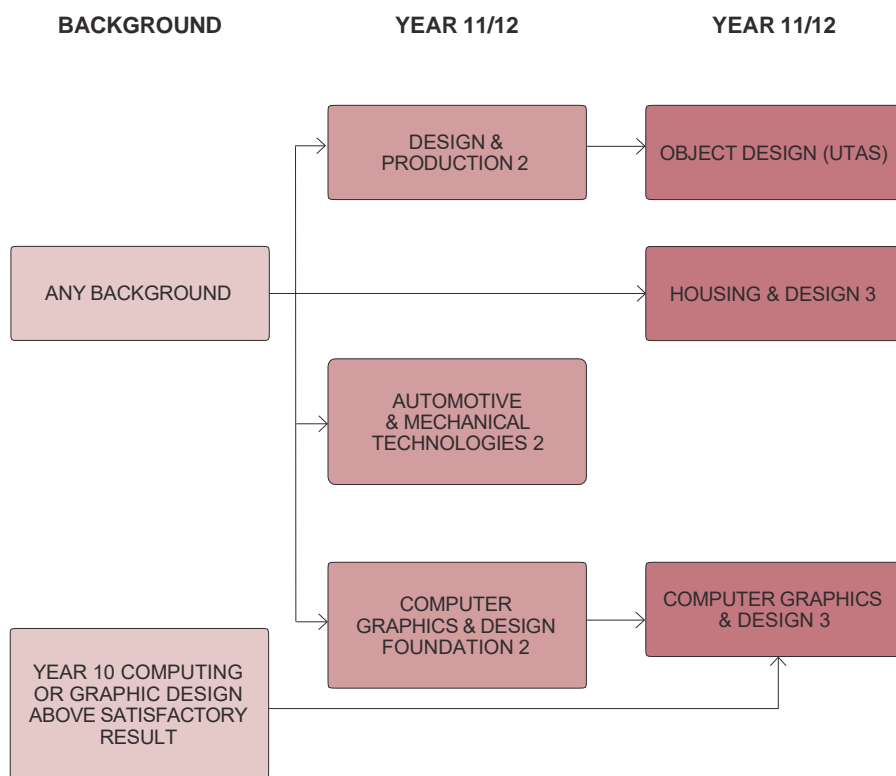 BACKGROUND
YEAR 11/12
YEAR 11/12
DESIGN &
PRODUCTION 2
OBJECT DESIGN (UTAS)
ANY BACKGROUND
HOUSING & DESIGN 3
AUTOMOTIVE
& MECHANICAL
TECHNOLOGIES 2
COMPUTER
GRAPHICS & DESIGN
FOUNDATION 2
COMPUTER GRAPHICS
& DESIGN 3
YEAR 10 COMPUTING
OR GRAPHIC DESIGN
ABOVE SATISFACTORY
RESULT